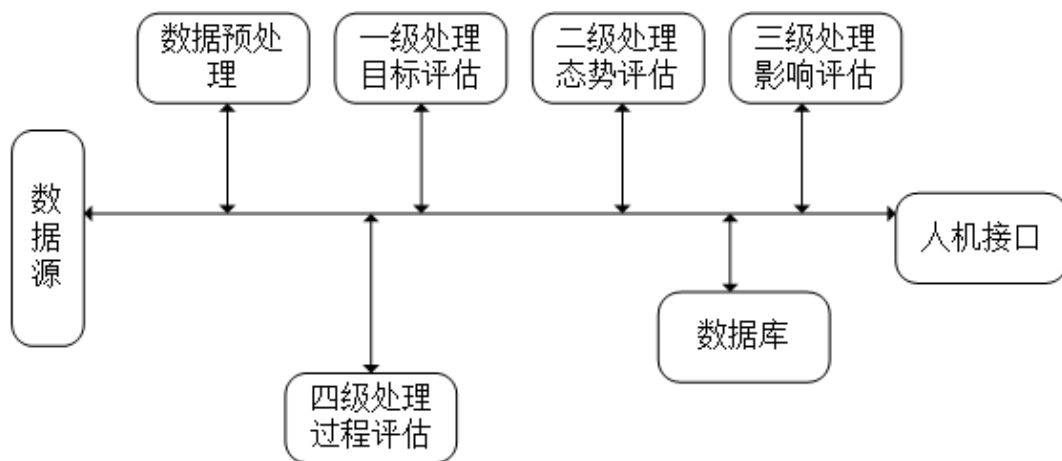 数据预处
理
一级处理
目标评估
二级处理
态势评估
三级处理
影响评估
数
据
源
人机接口
数据库
四级处理
过程评估